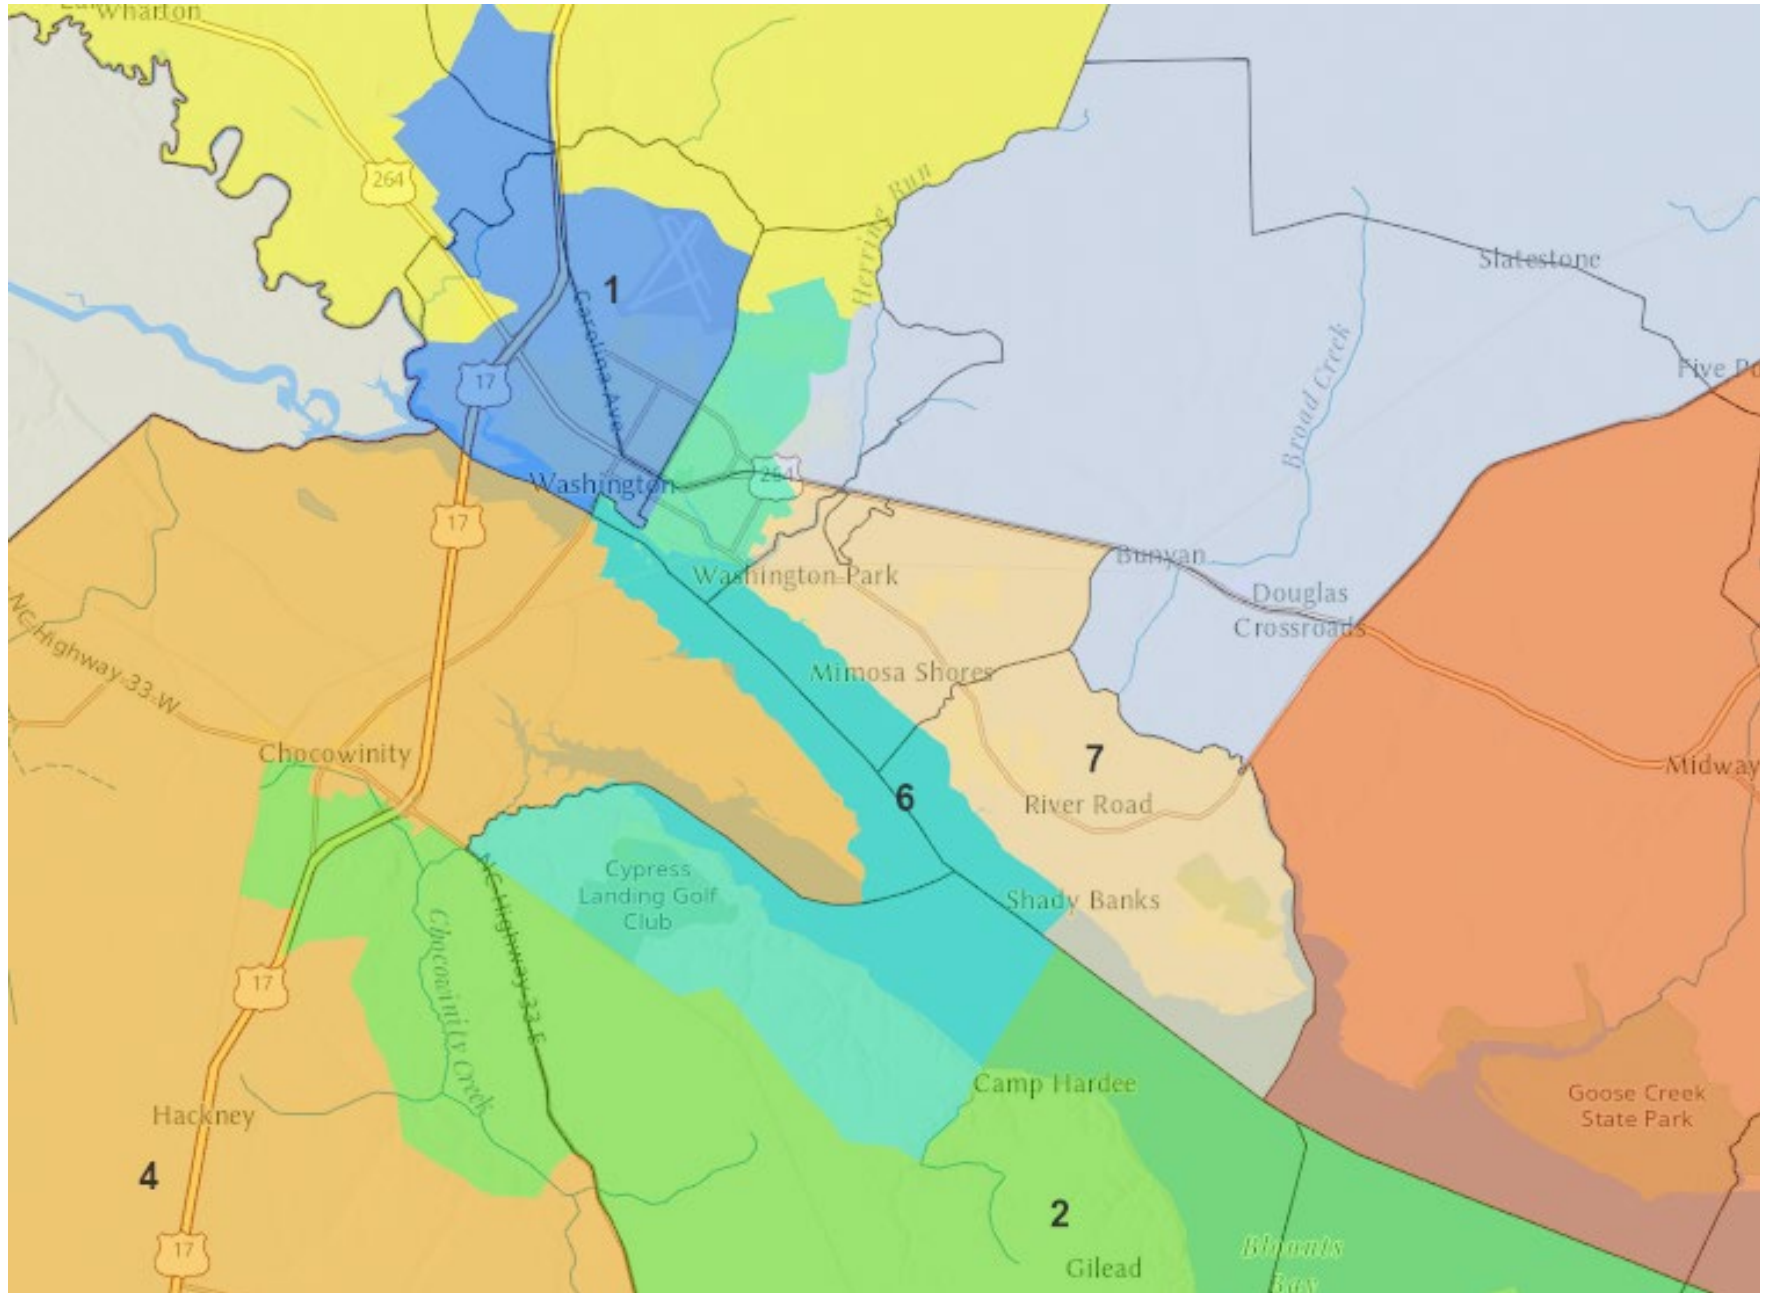 Wharton
264
Herring Run
1
Slatestone
Carolina Ave
17
Broad Creek
Washington
264
17
Bunyan
Washington Park
Douglas
Crossroads
NC Highway 33 W
Mimosa Shores
Chocowinity
7
Midway
6
River Road
Cypress
Landing Golf
Club
NC Highway 33 E
Shady Banks
Chocowinity Creek
17
Camp Hardee
Goose Creek
State Park
Hackney
4
2
17
Blounts
Bay
Gilead